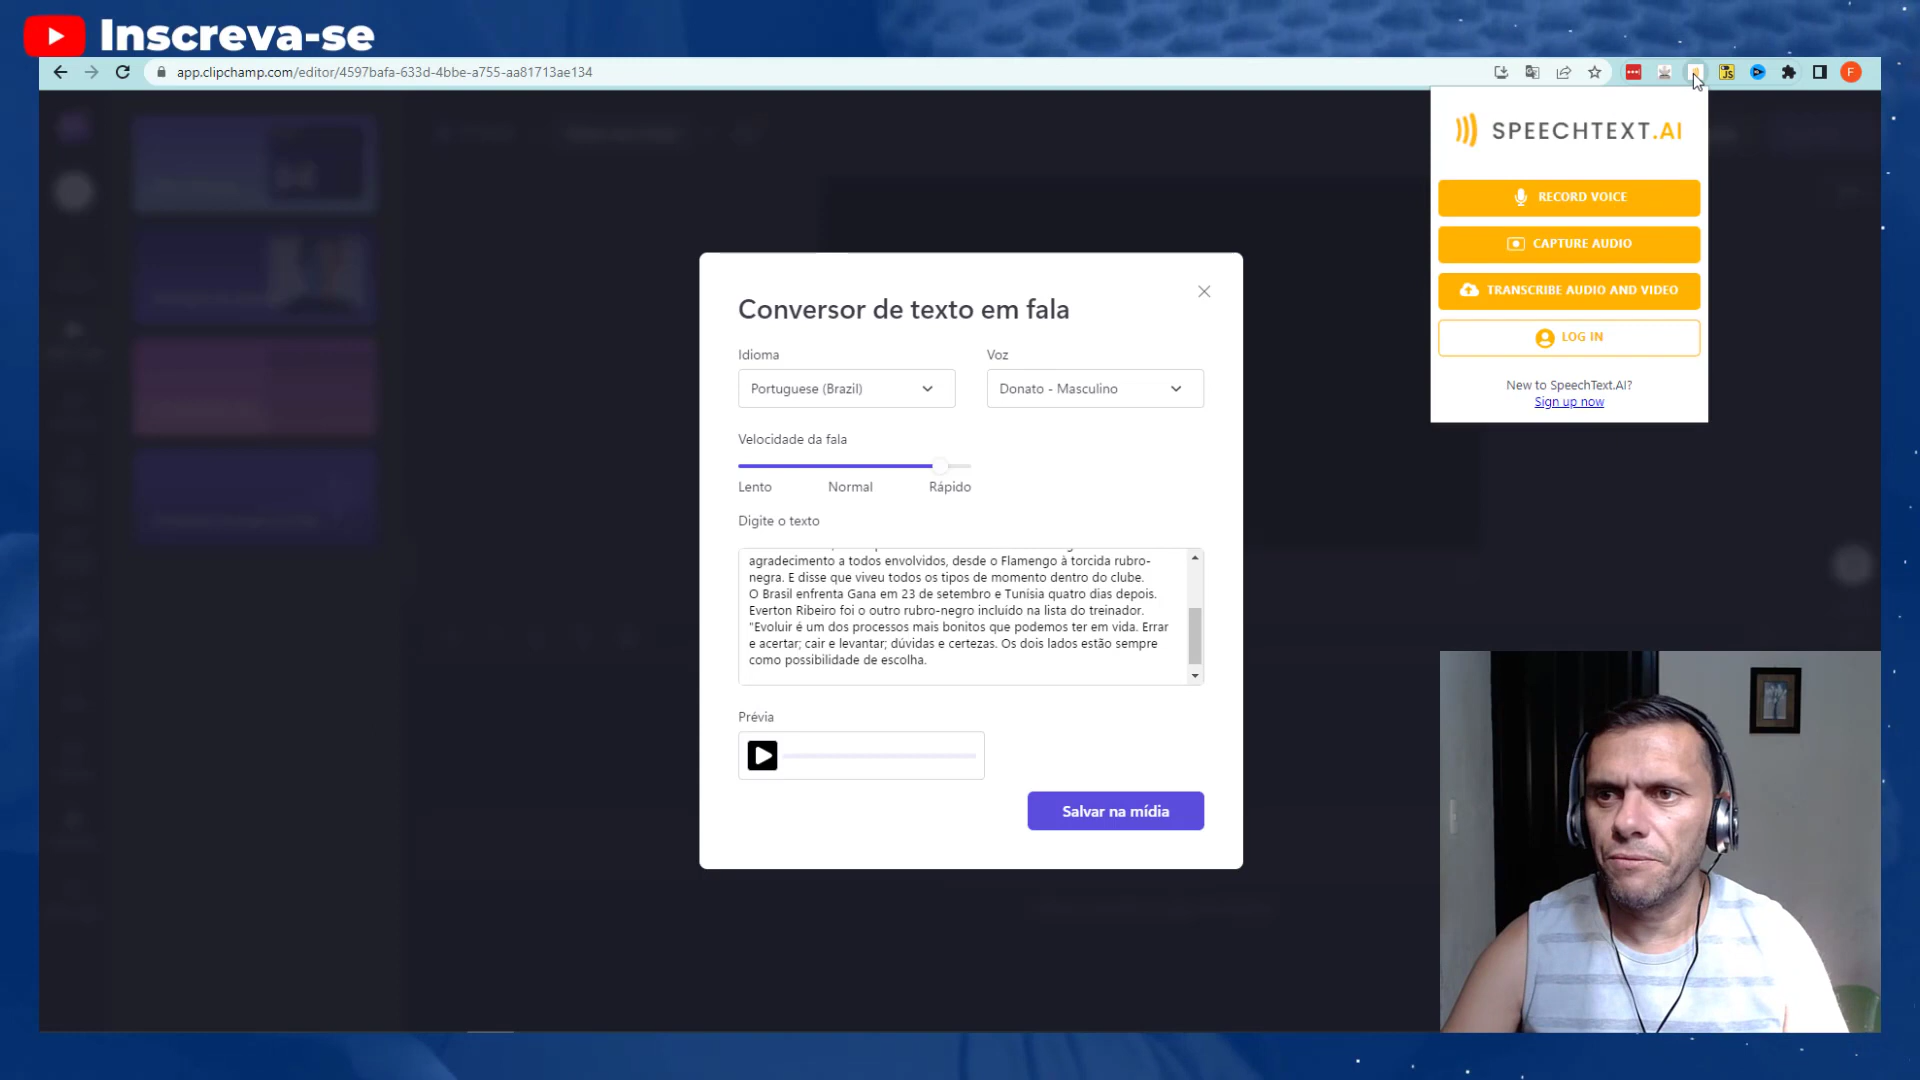 Inscreva-se
app.clipchamp.com/editor/4597bafa-633d-4bbe-a755-aa81713ae134
JS
F
SPEECHTEXT.AI
RECORD VOICE
CAPTURE AUDIO
TRANSCRIBE AUDIO AND VIDEO
LOG IN
New to SpeechText.AI?
Sign up now
Conversor de texto em fala
Idioma
Voz
Portuguese (Brazil)
Donato - Masculino
Velocidade da fala
Lento
Normal
Rápido
Digite o texto
agradecimento a todos envolvidos, desde o Flamengo à torcida rubro-
negra. E disse que viveu todos os tipos de momento dentro do clube.
O Brasil enfrenta Gana em 23 de setembro e Tunísia quatro dias depois.
Everton Ribeiro foi o outro rubro-negro incluído na lista do treinador.
"Evoluir é um dos processos mais bonitos que podemos ter em vida. Errar
e acertar; cair e levantar; dúvidas e certezas. Os dois lados estão sempre
como possibilidade de escolha.
Prévia
Salvar na mídia